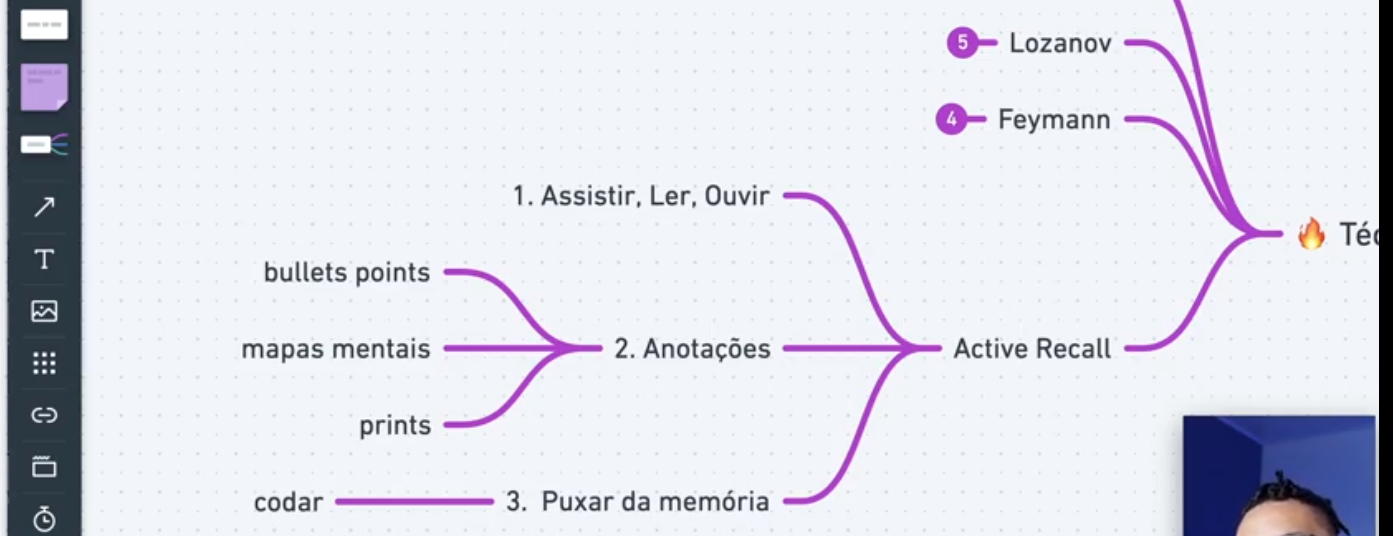 5 Lozanov
4 Feymann
1. Assistir, Ler, Ouvir
🔥 Téc
bullets points
mapas mentais
2. Anotações
Active Recall
prints
codar
3. Puxar da memória
T